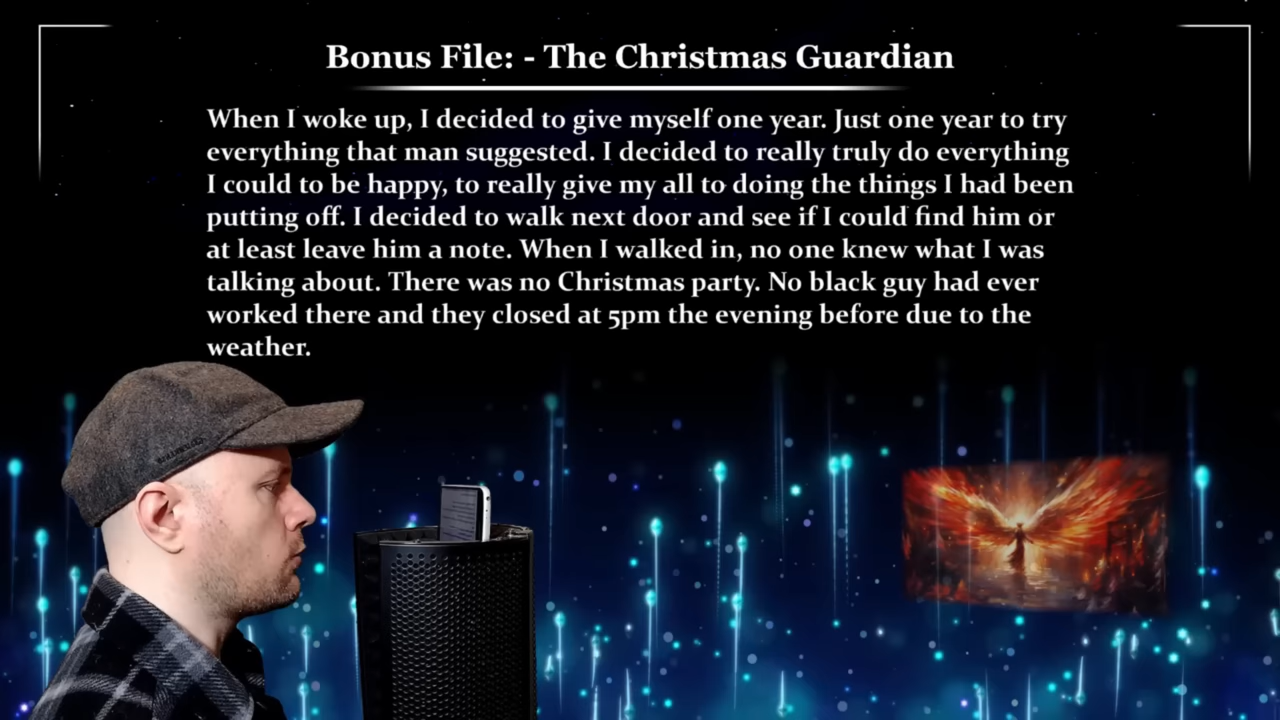 Bonus File: - The Christmas Guardian
When I woke up, I decided to give myself one year. Just one year to try
everything that man suggested. I decided to really truly do everything
I could to be happy, to really give my all to doing the things I had been
putting off. I decided to walk next door and see if I could find him or
at least leave him a note. When I walked in, no one knew what I was
talking about. There was no Christmas party. No black guy had ever
worked there and they closed at 5pm the evening before due to the
weather.